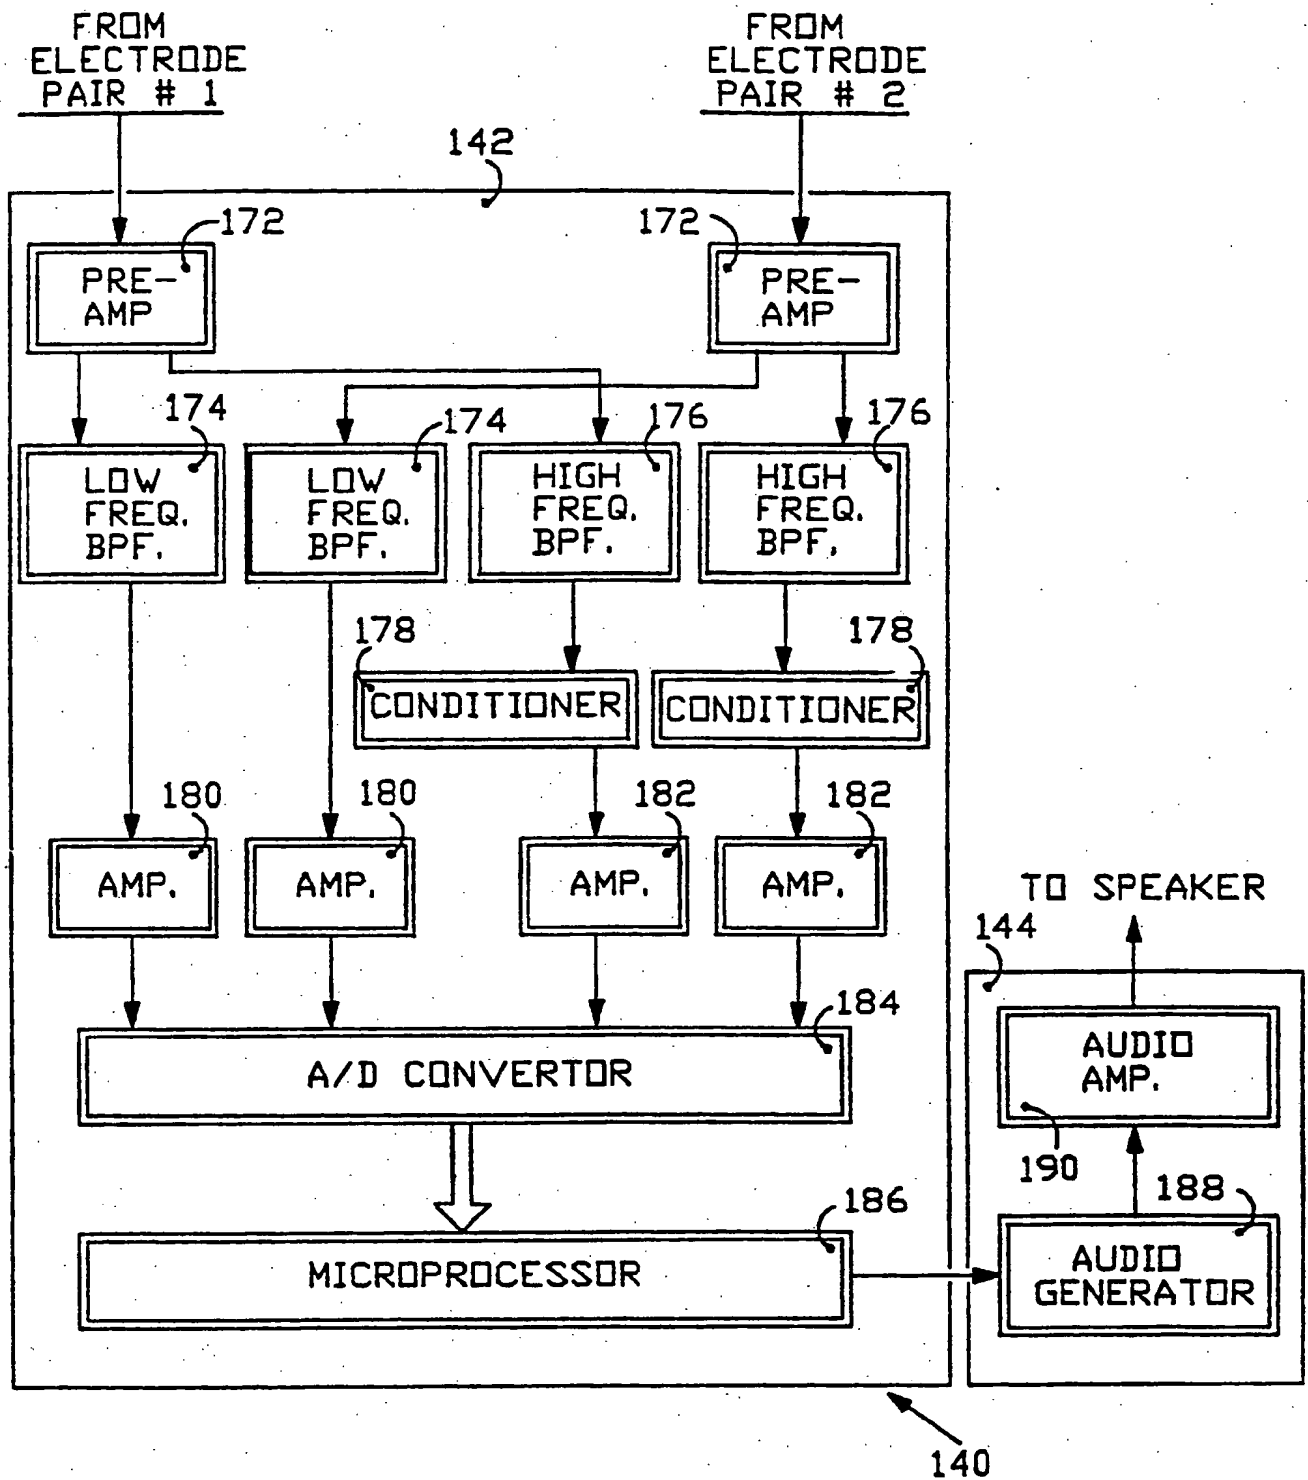 FROM
ELECTRODE
PAIR # 1
FROM
ELECTRODE
PAIR # 2
142
172
172
PRE-
AMP
PRE-
AMP
174
174
176
176
LOW
FREQ.
BPF.
LOW
FREQ.
BPF.
HIGH
FREQ.
BPF.
HIGH
FREQ.
BPF.
178
178
CONDITIONER
CONDITIONER
180
180
182
182
AMP.
AMP.
AMP.
AMP.
TO SPEAKER
144
184
A/D CONVERTOR
AUDIO
AMP.
190
188
186
MICROPROCESSOR
AUDIO
GENERATOR
140